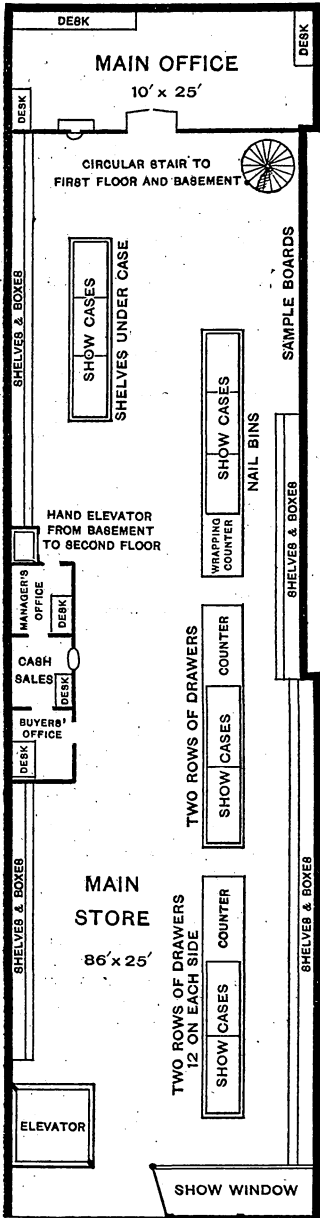 DESK
DESK
MAIN OFFICE
10' x 25'
DESK
CIRCULAR STAIR TO
FIRST FLOOR AND BASEMENT
SHELVES & BOXES
SHOW CASES
SHELVES UNDER CASE
SAMPLE BOARDS
SHOW CASES
NAIL BINS
WRAPPING
COUNTER
SHELVES & BOXES
HAND ELEVATOR
FROM BASEMENT
TO SECOND FLOOR
MANAGER'S
OFFICE
DESK
CASH
SALES
DESK
BUYERS'
OFFICE
DESK
TWO ROWS OF DRAWERS
COUNTER
SHOW CASES
SHELVES & BOXES
MAIN
STORE
86' x 25'
TWO ROWS OF DRAWERS
12 ON EACH SIDE
COUNTER
SHOW CASES
SHELVES & BOXES
ELEVATOR
SHOW WINDOW